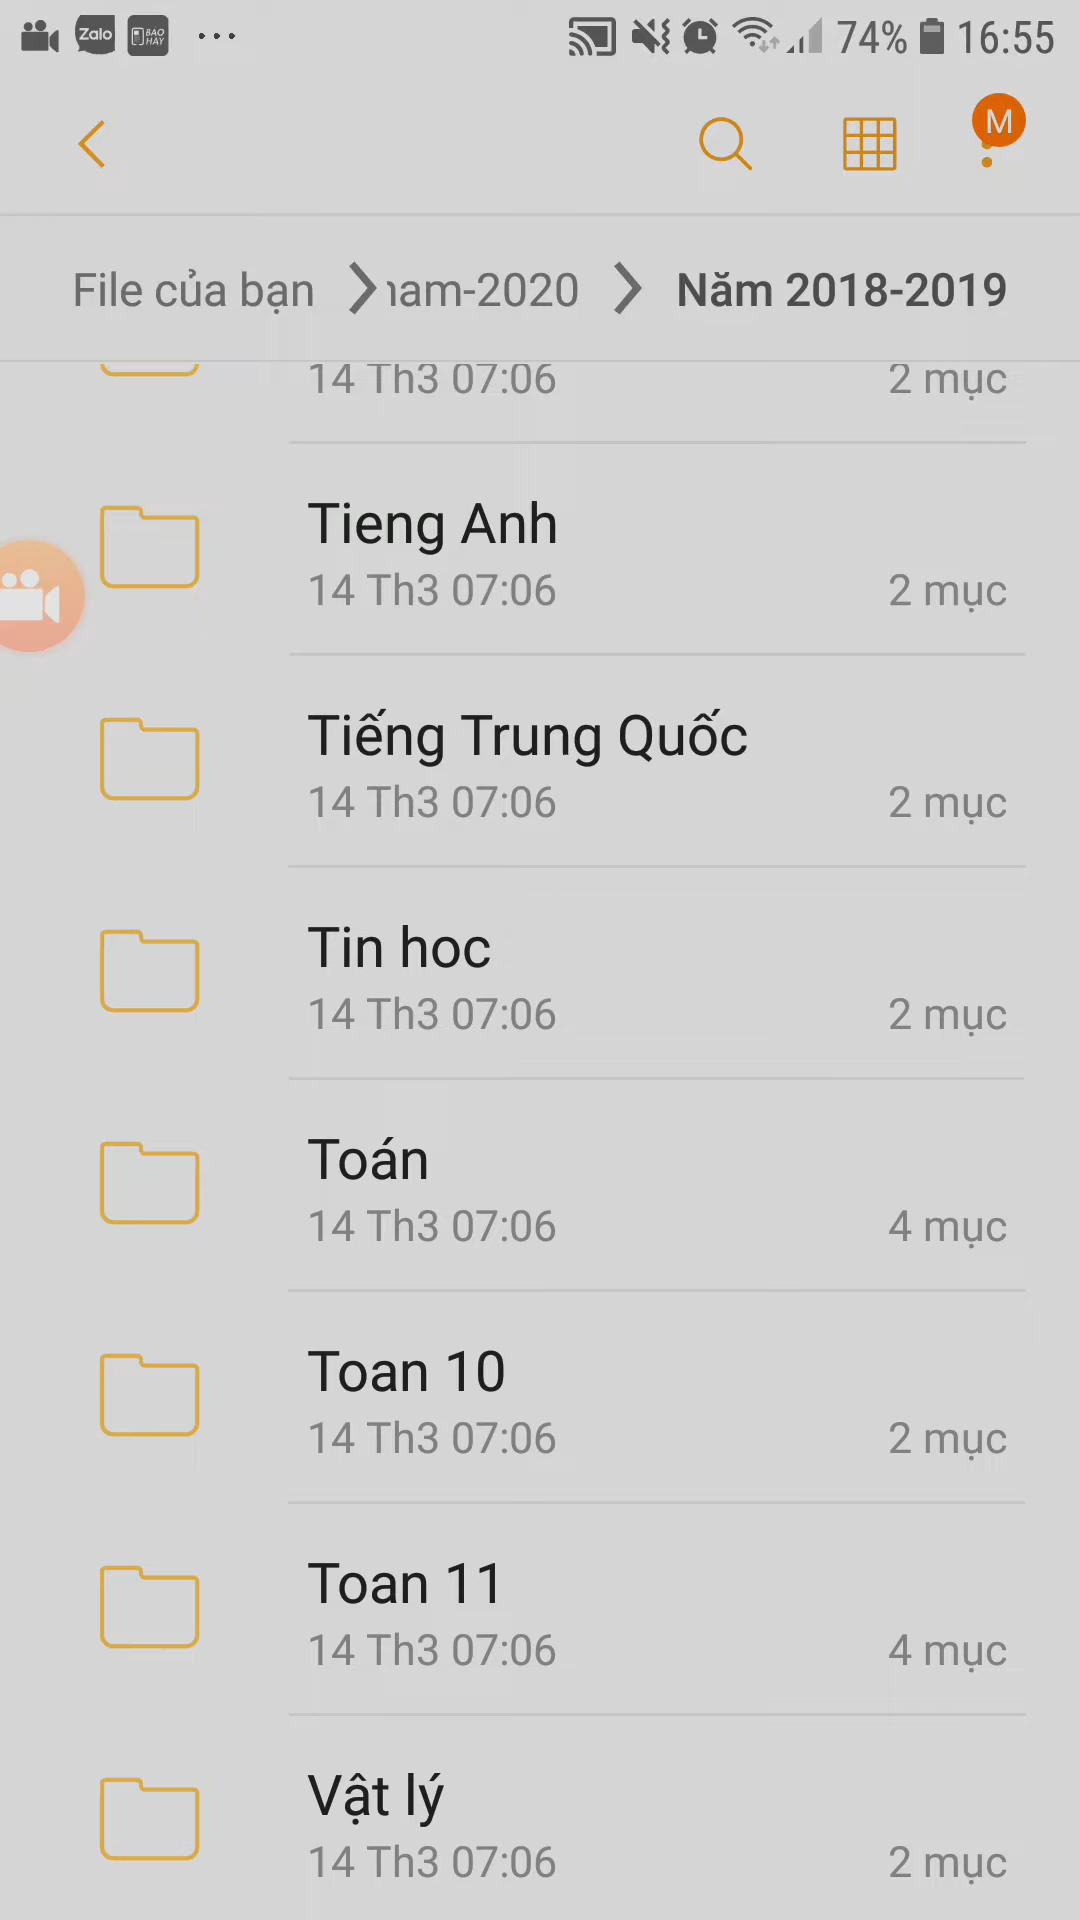 Zalo
BAO
HAY
74%
16:55
M
File của bạn
nam-2020
Năm 2018-2019
14 Th3 07:06
2 mục
Tieng Anh
14 Th3 07:06
2 mục
Tiếng Trung Quốc
14 Th3 07:06
2 mục
Tin hoc
14 Th3 07:06
2 mục
Toán
14 Th3 07:06
4 mục
Toan 10
14 Th3 07:06
2 mục
Toan 11
14 Th3 07:06
4 mục
Vật lý
14 Th3 07:06
2 mục